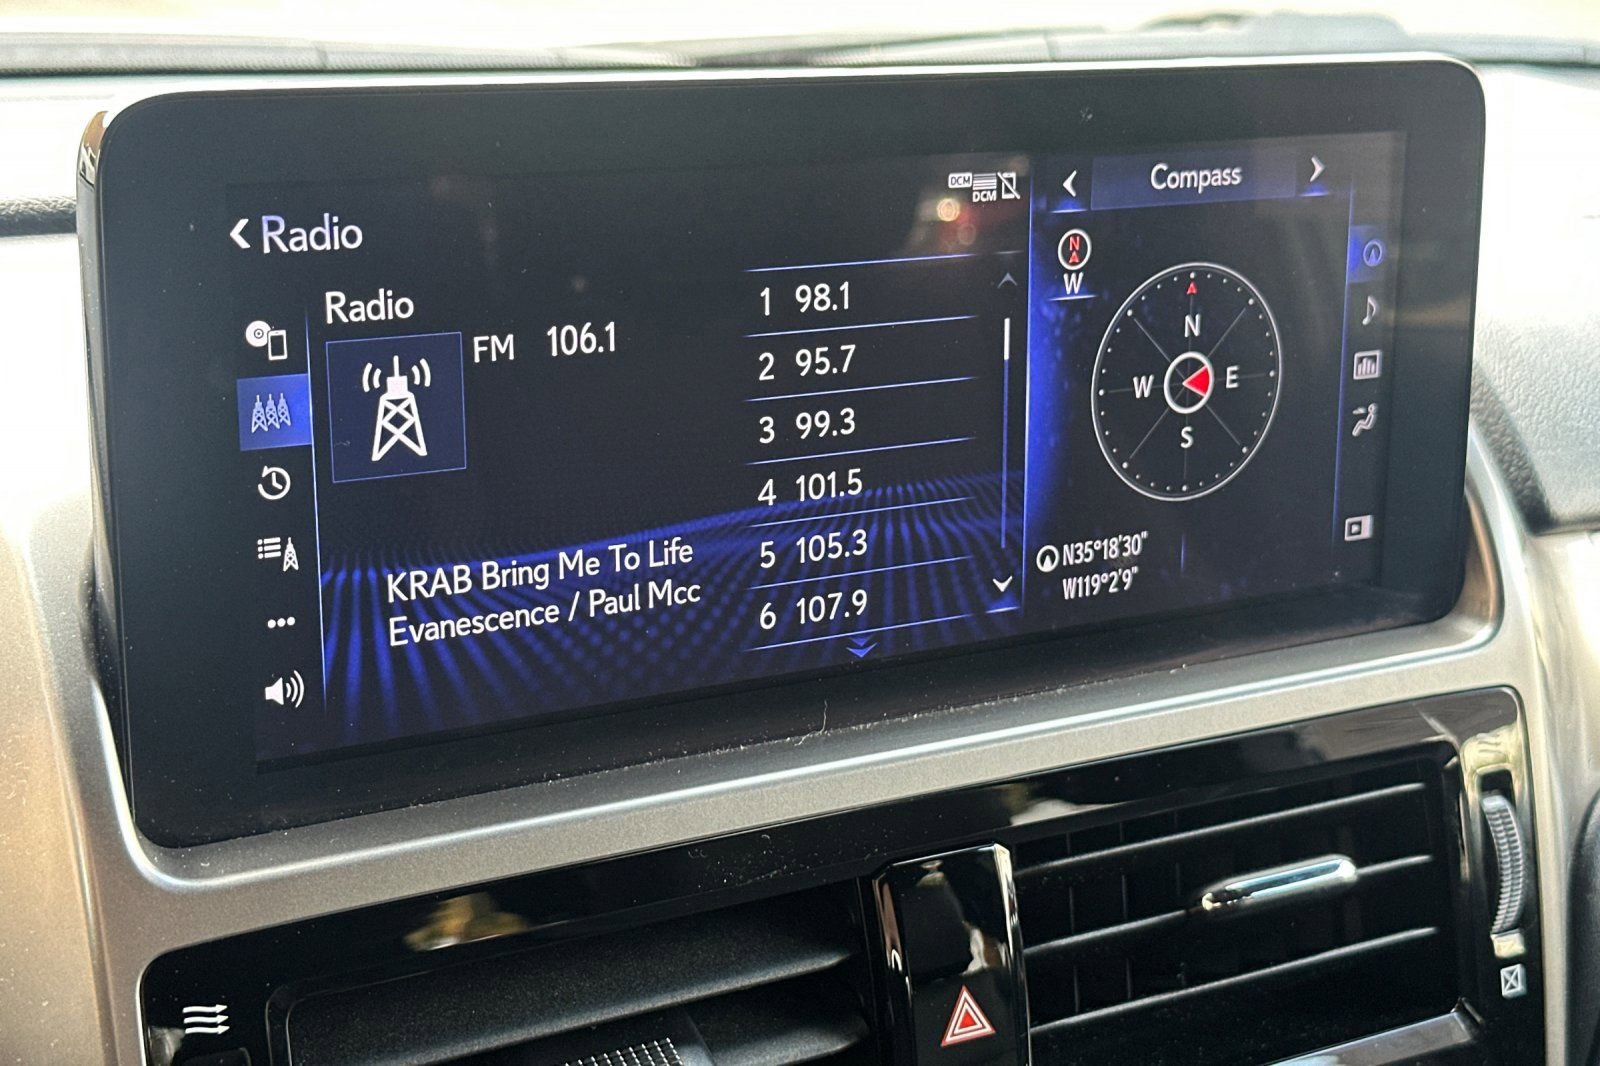 Radio
Radio
FM 106.1
KRAB Bring Me To Life
Evanescence / Paul Mcc
1 98.1
2 95.7
3 99.3
4 101.5
5 105.3
6 107.9
DCM
DCM
Compass
N
W
N
W E
S
N35°18'30"
W119°2'9"